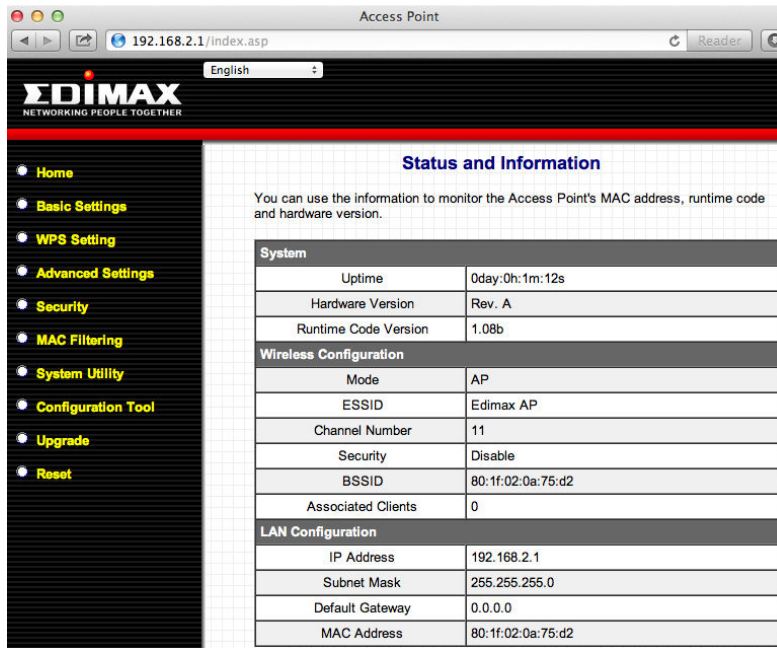 Access Point
192.168.2.1/index.asp
Reader
English
EDIMAX
NETWORKING PEOPLE TOGETHER
Home
Basic Settings
WPS Setting
Advanced Settings
Security
MAC Filtering
System Utility
Configuration Tool
Upgrade
Reset
Status and Information
You can use the information to monitor the Access Point's MAC address, runtime code
and hardware version.
System
Uptime 0day:0h:1m:12s
Hardware Version Rev. A
Runtime Code Version 1.08b
Wireless Configuration
Mode AP
ESSID Edimax AP
Channel Number 11
Security Disable
BSSID 80:1f:02:0a:75:d2
Associated Clients 0
LAN Configuration
IP Address 192.168.2.1
Subnet Mask 255.255.255.0
Default Gateway 0.0.0.0
MAC Address 80:1f:02:0a:75:d2